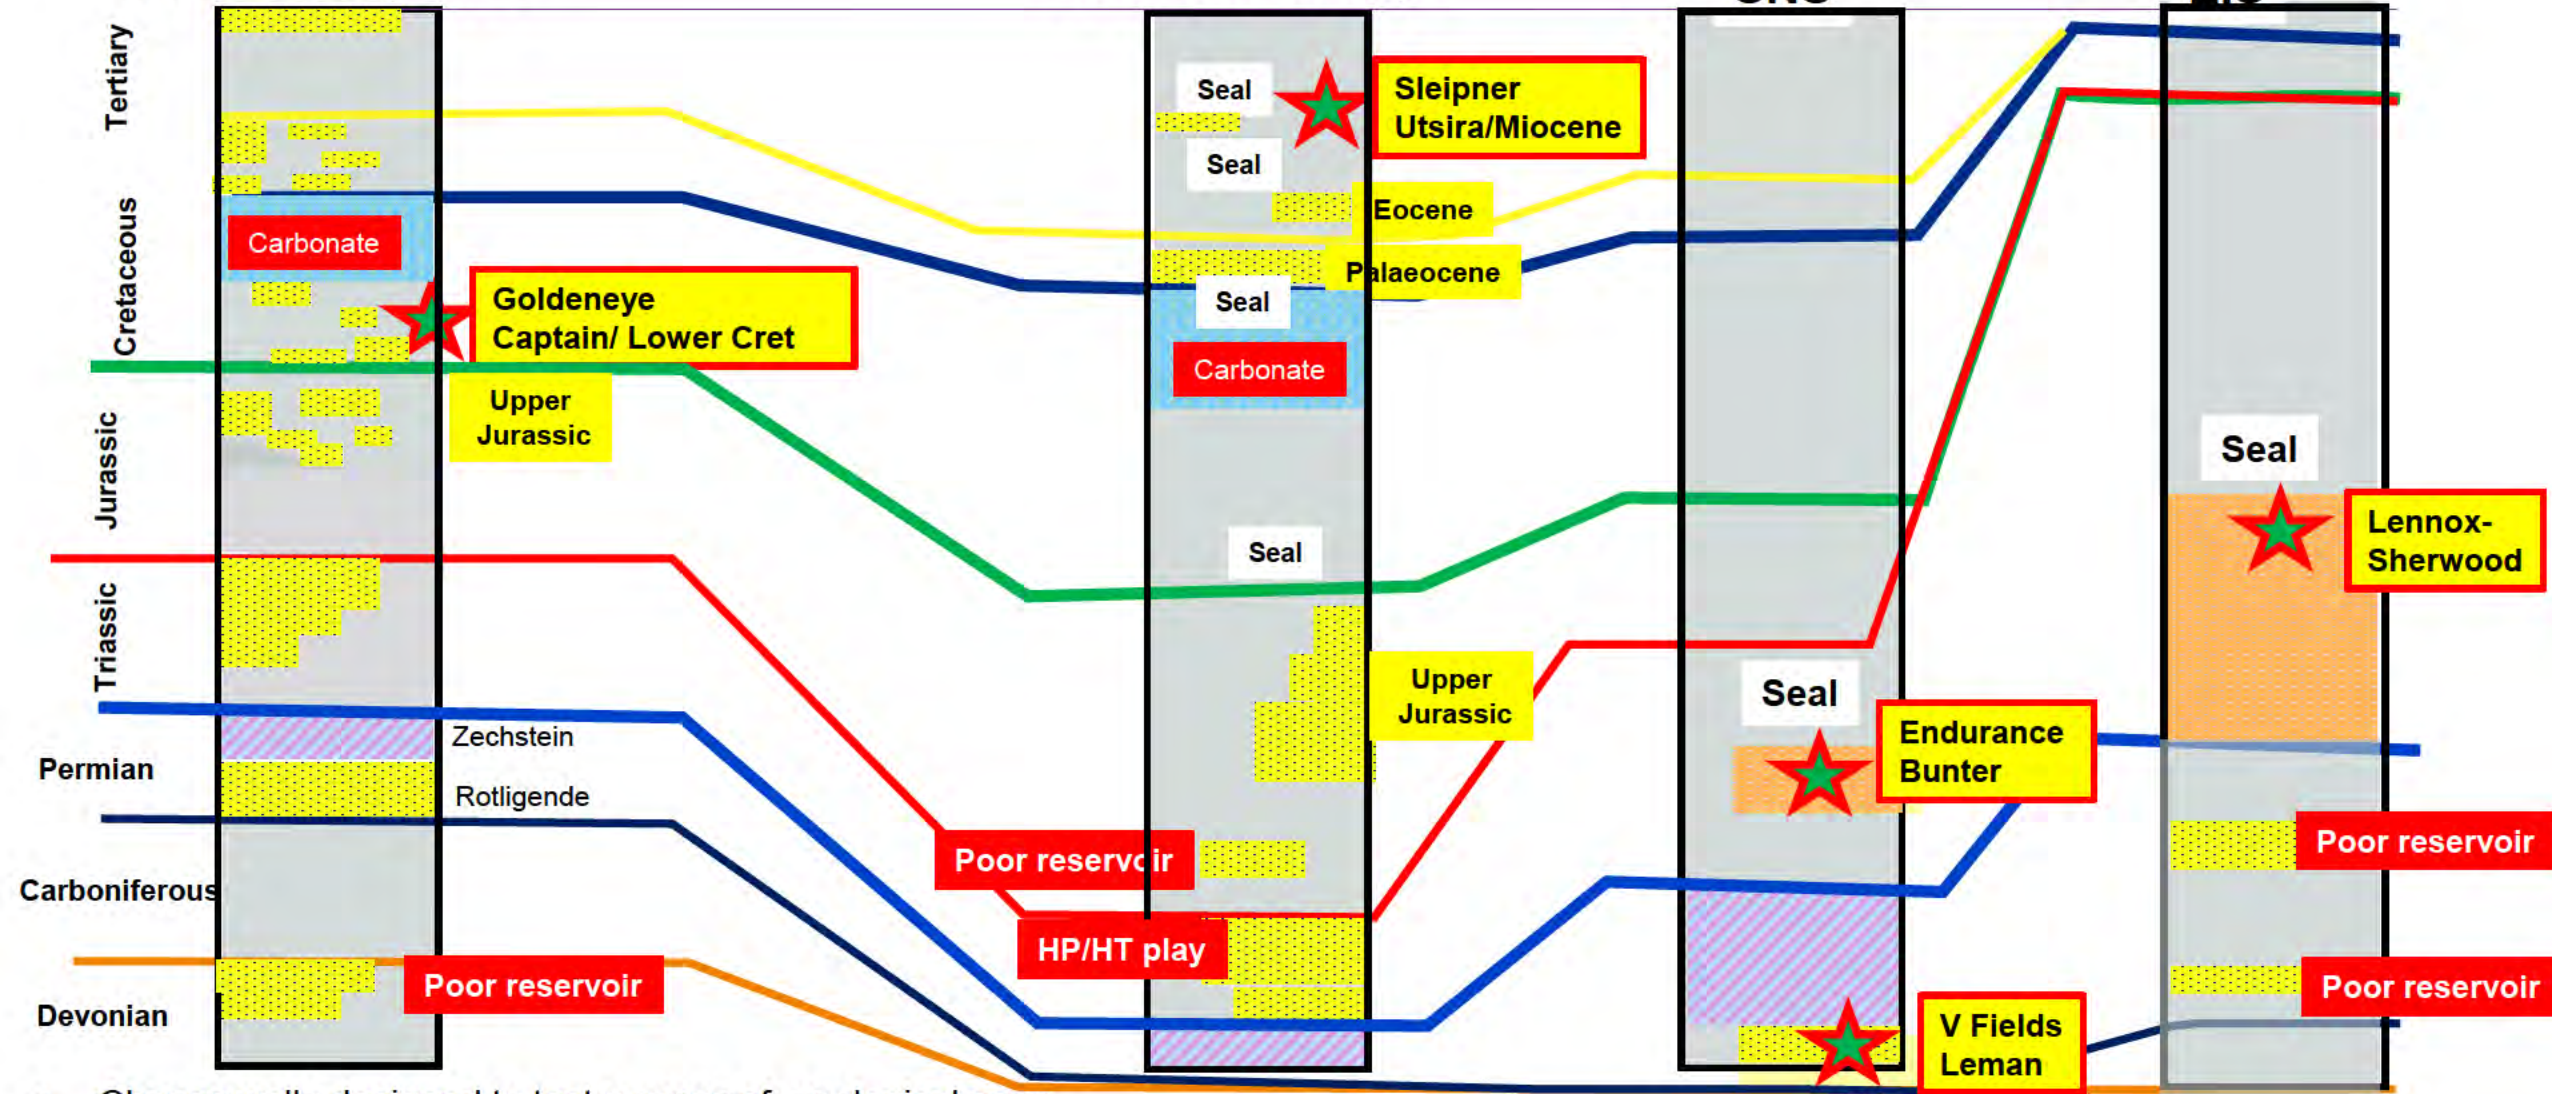 Tertiary
Cretaceous
Jurassic
Triassic
Permian
Carboniferous
Devonian
Carbonate
Goldeneye
Captain/ Lower Cret
Upper
Jurassic
Zechstein
Rotligende
Poor reservoir
Seal
Sleipner
Utsira/Miocene
Seal
Eocene
Palaeocene
Seal
Carbonate
Seal
Upper
Jurassic
Poor reservoir
HP/HT play
Seal
Endurance
Bunter
V Fields
Leman
Seal
Lennox-
Sherwood
Poor reservoir
Poor reservoir